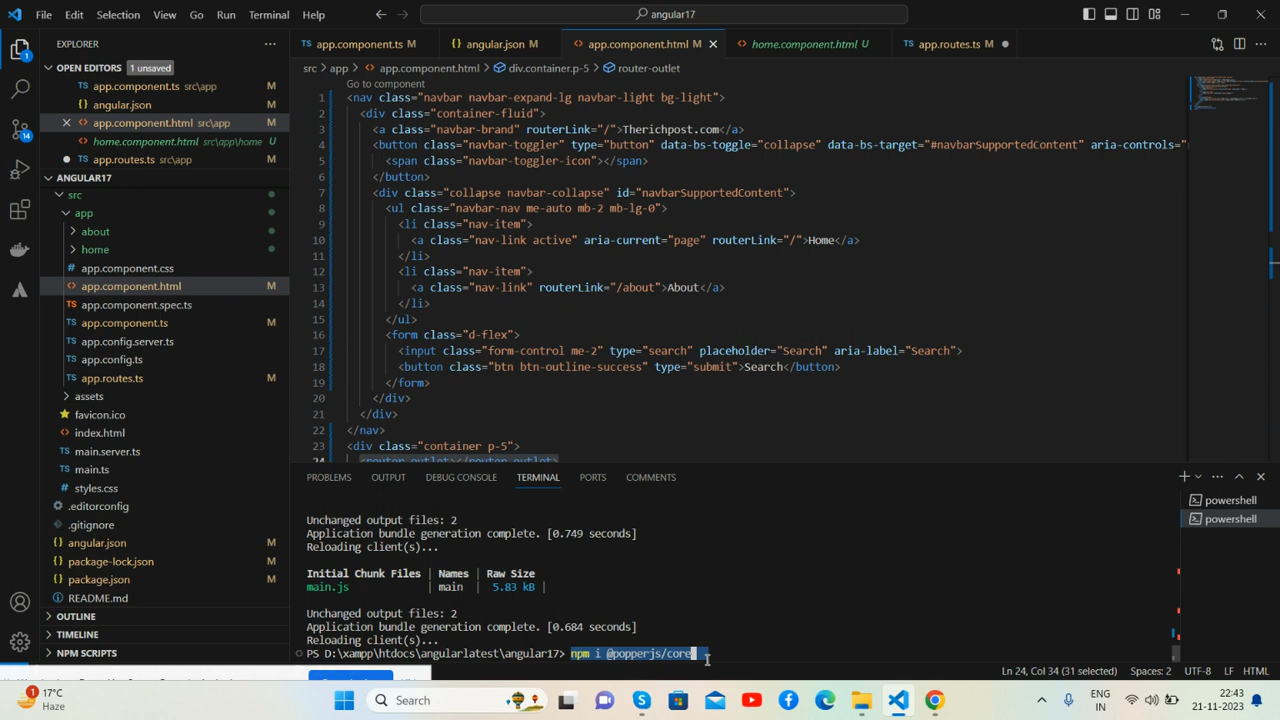 File Edit Selection View Go Run Terminal Help
angular17
EXPLORER
app.component.ts M
angular.json M
app.component.html M
home.component.html U
app.routes.ts M
OPEN EDITORS 1 unsaved
app.component.ts src\app M
angular.json M
app.component.html src\app M
home.component.html src\app\home U
app.routes.ts src\app M
ANGULAR17
src
app
about
home
app.component.css
app.component.html M
app.component.spec.ts
app.component.ts M
app.config.server.ts
app.config.ts
app.routes.ts M
assets
favicon.ico
index.html
main.server.ts
main.ts
styles.css
.editorconfig
.gitignore
angular.json M
package-lock.json M
package.json M
README.md
OUTLINE
TIMELINE
NPM SCRIPTS
1
14
src > app > app.component.html > div.container.p-5 > router-outlet
Go to component
1 <nav class="navbar navbar-expand-lg navbar-light bg-light">
2 <div class="container-fluid">
3 <a class="navbar-brand" routerLink="/">Therichpost.com</a>
4 <button class="navbar-toggler" type="button" data-bs-toggle="collapse" data-bs-target="#navbarSupportedContent" aria-controls="
5 <span class="navbar-toggler-icon"></span>
6 </button>
7 <div class="collapse navbar-collapse" id="navbarSupportedContent">
8 <ul class="navbar-nav me-auto mb-2 mb-lg-0">
9 <li class="nav-item">
10 <a class="nav-link active" aria-current="page" routerLink="/">Home</a>
11 </li>
12 <li class="nav-item">
13 <a class="nav-link" routerLink="/about">About</a>
14 </li>
15 </ul>
16 <form class="d-flex">
17 <input class="form-control me-2" type="search" placeholder="Search" aria-label="Search">
18 <button class="btn btn-outline-success" type="submit">Search</button>
19 </form>
20 </div>
21 </div>
22 </nav>
23 <div class="container p-5">
24 <router-outlet></router-outlet>
PROBLEMS OUTPUT DEBUG CONSOLE TERMINAL PORTS COMMENTS
powershell
powershell
Unchanged output files: 2
Application bundle generation complete. [0.749 seconds]
Reloading client(s)...
Initial Chunk Files | Names | Raw Size
main.js | main | 5.83 kB |
Unchanged output files: 2
Application bundle generation complete. [0.684 seconds]
Reloading client(s)...
PS D:\xampp\htdocs\angularlatest\angular17> npm i @popperjs/core
Ln 24, Col 34 (31 selected) Spaces: 2 UTF-8 LF HTML
1
17°C
Haze
Search
ENG
IN
22:43
21-11-2023